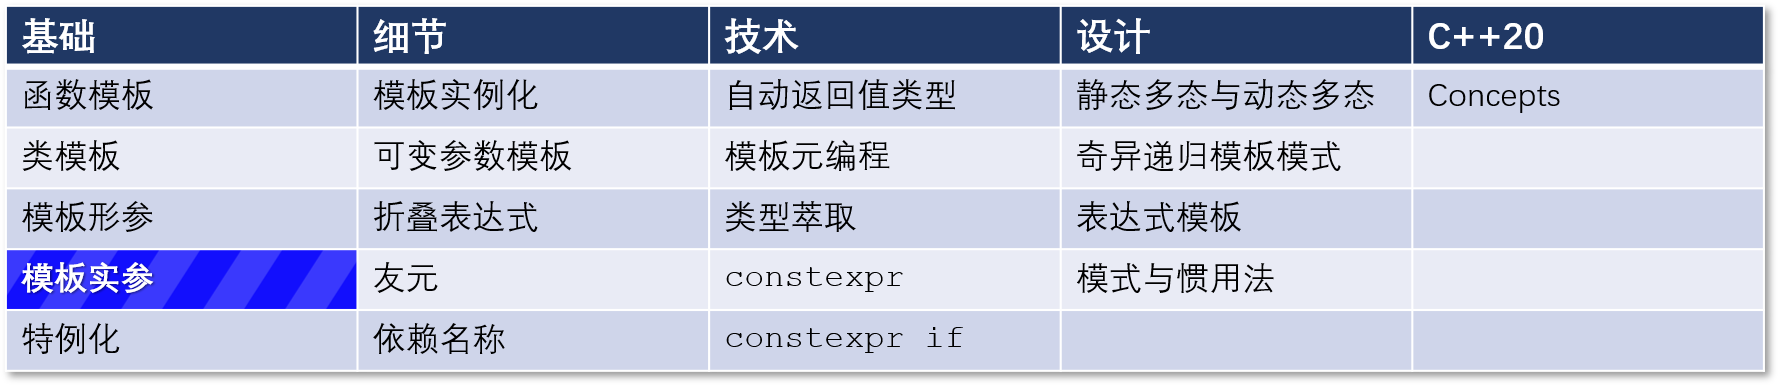 基础 细节 技术 设计 C++20
函数模板 模板实例化 自动返回值类型 静态多态与动态多态 Concepts
类模板 可变参数模板 模板元编程 奇异递归模板模式
模板形参 折叠表达式 类型萃取 表达式模板
模板实参 友元 constexpr 模式与惯用法
特例化 依赖名称 constexpr if